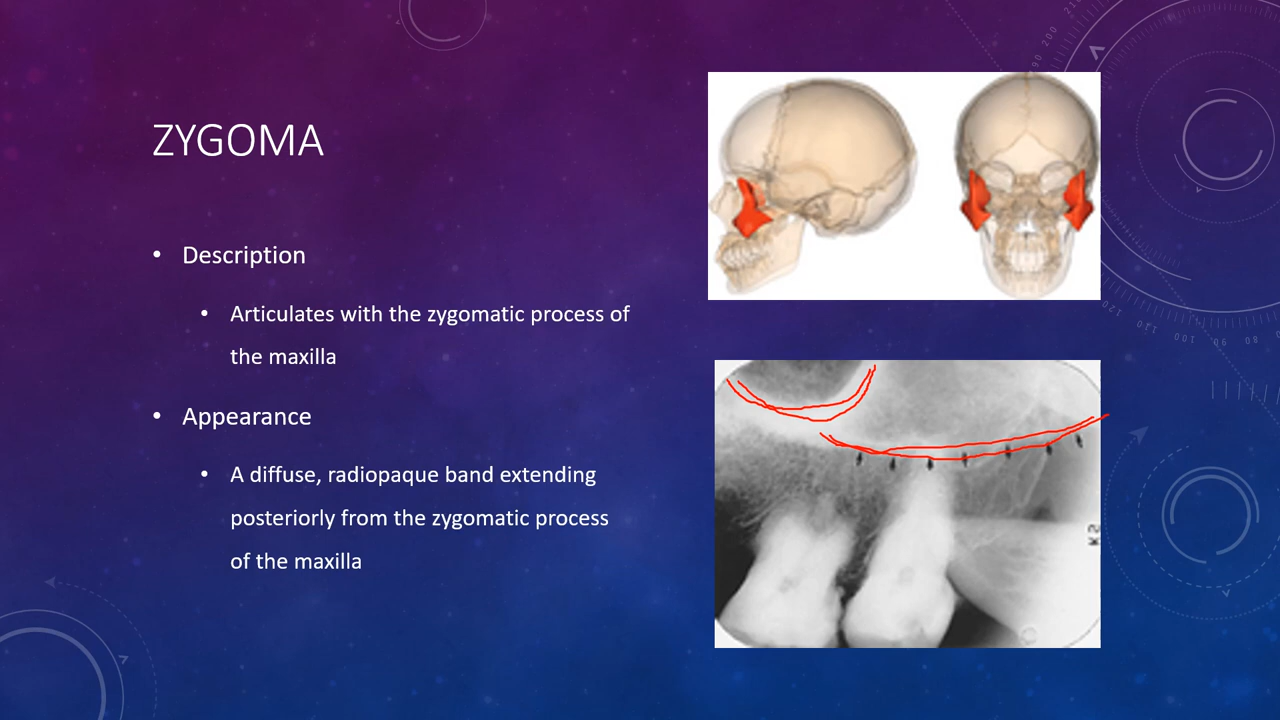 ZYGOMA
• Description
• Articulates with the zygomatic process of
the maxilla
• Appearance
• A diffuse, radiopaque band extending
posteriorly from the zygomatic process
of the maxilla